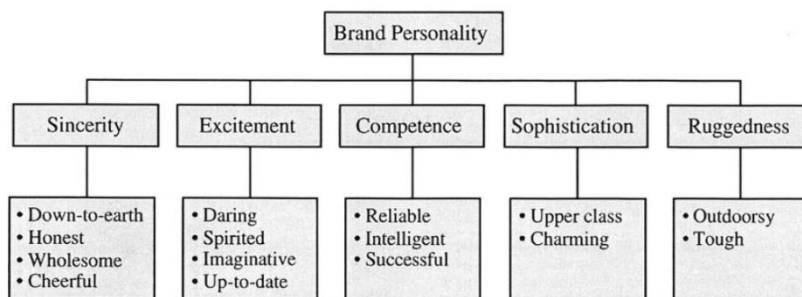 Brand Personality
Sincerity
Excitement
Competence
Sophistication
Ruggedness
• Down-to-earth
• Honest
• Wholesome
• Cheerful
• Daring
• Spirited
• Imaginative
• Up-to-date
• Reliable
• Intelligent
• Successful
• Upper class
• Charming
• Outdoorsy
• Tough